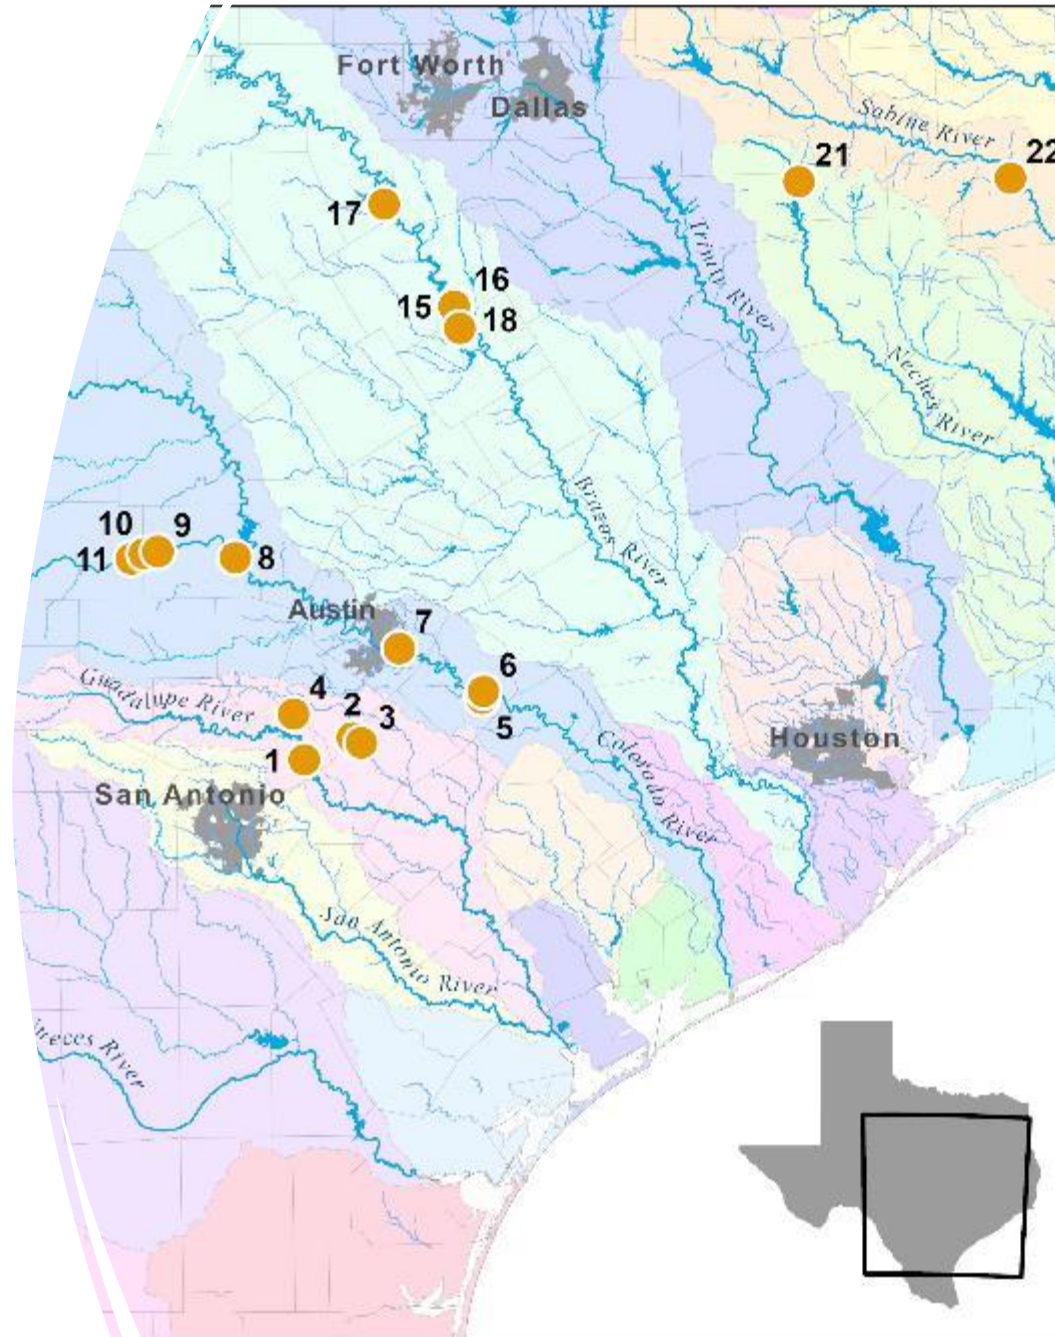 Fort Worth
Dallas
Sabine River
21
22
17
Trinity River
16
15
18
Neches River
10
9
11
8
Brazos River
Austin
7
6
Guadalupe River
4
2
3
5
1
Colorado River
Houston
San Antonio
San Antonio River
River